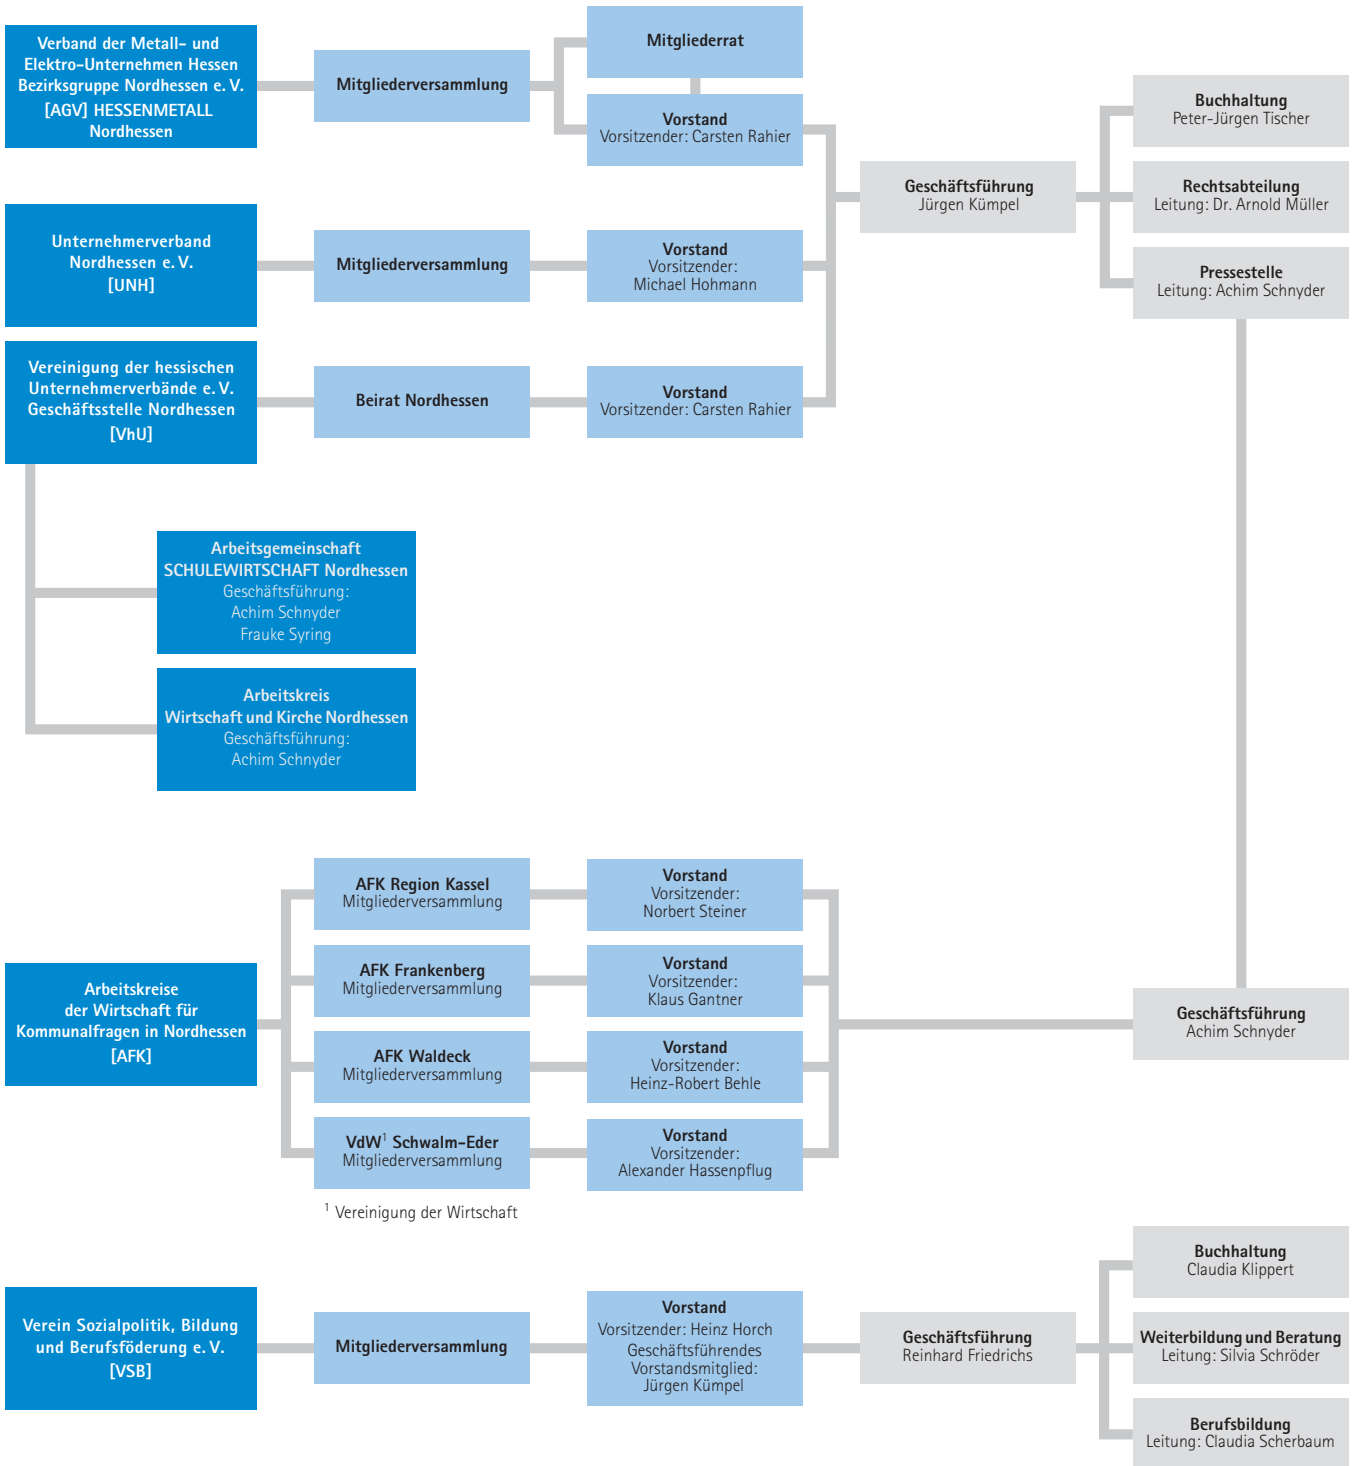 Verband der Metall- und
Elektro-Unternehmen Hessen
Bezirksgruppe Nordhessen e. V.
[AGV] HESSENMETALL
Nordhessen
Mitgliederversammlung
Mitgliederrat
Vorstand
Vorsitzender: Carsten Rahier
Geschäftsführung
Jürgen Kümpel
Buchhaltung
Peter-Jürgen Tischer
Rechtsabteilung
Leitung: Dr. Arnold Müller
Pressestelle
Leitung: Achim Schnyder
Unternehmerverband
Nordhessen e. V.
[UNH]
Mitgliederversammlung
Vorstand
Vorsitzender:
Michael Hohmann
Vereinigung der hessischen
Unternehmerverbände e. V.
Geschäftsstelle Nordhessen
[VhU]
Beirat Nordhessen
Vorstand
Vorsitzender: Carsten Rahier
Arbeitsgemeinschaft
SCHULEWIRTSCHAFT Nordhessen
Geschäftsführung:
Achim Schnyder
Frauke Syring
Arbeitskreis
Wirtschaft und Kirche Nordhessen
Geschäftsführung:
Achim Schnyder
Arbeitskreise
der Wirtschaft für
Kommunalfragen in Nordhessen
[AFK]
AFK Region Kassel
Mitgliederversammlung
Vorstand
Vorsitzender:
Norbert Steiner
AFK Frankenberg
Mitgliederversammlung
Vorstand
Vorsitzender:
Klaus Gantner
AFK Waldeck
Mitgliederversammlung
Vorstand
Vorsitzender:
Heinz-Robert Behle
VdW¹ Schwalm-Eder
Mitgliederversammlung
Vorstand
Vorsitzender:
Alexander Hassenpflug
¹ Vereinigung der Wirtschaft
Geschäftsführung
Achim Schnyder
Verein Sozialpolitik, Bildung
und Berufsföderung e. V.
[VSB]
Mitgliederversammlung
Vorstand
Vorsitzender: Heinz Horch
Geschäftsführendes
Vorstandsmitglied:
Jürgen Kümpel
Geschäftsführung
Reinhard Friedrichs
Buchhaltung
Claudia Klippert
Weiterbildung und Beratung
Leitung: Silvia Schröder
Berufsbildung
Leitung: Claudia Scherbaum